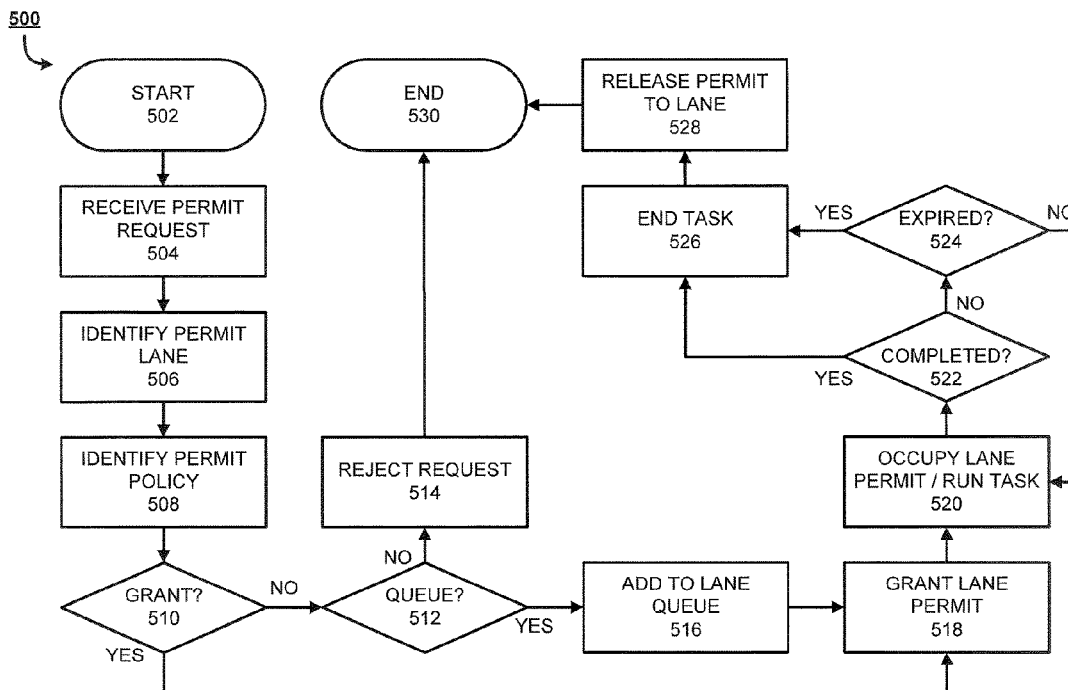 500
START
502
RECEIVE PERMIT
REQUEST
504
IDENTIFY PERMIT
LANE
506
IDENTIFY PERMIT
POLICY
508
GRANT?
510
NO
YES
QUEUE?
512
NO
YES
REJECT REQUEST
514
END
530
ADD TO LANE
QUEUE
516
GRANT LANE
PERMIT
518
OCCUPY LANE
PERMIT / RUN TASK
520
COMPLETED?
522
YES
NO
EXPIRED?
524
YES
NO
END TASK
526
RELEASE PERMIT
TO LANE
528